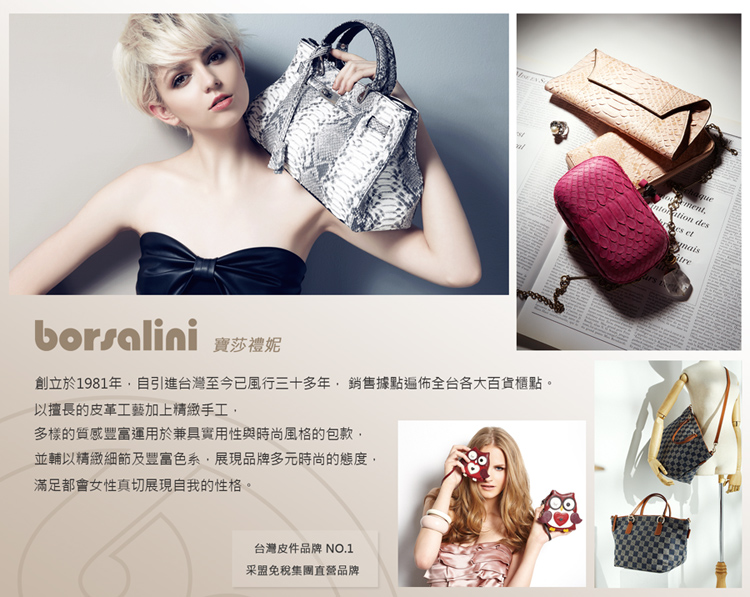 borsalini 寶莎禮妮
創立於1981年，自引進台灣至今已風行三十多年， 銷售據點遍佈全台各大百貨櫃點。
以擅長的皮革工藝加上精緻手工，
多樣的質感豐富運用於兼具實用性與時尚風格的包款，
並輔以精緻細節及豐富色系，展現品牌多元時尚的態度，
滿足都會女性真切展現自我的性格。
台灣皮件品牌 NO.1
采盟免稅集團直營品牌